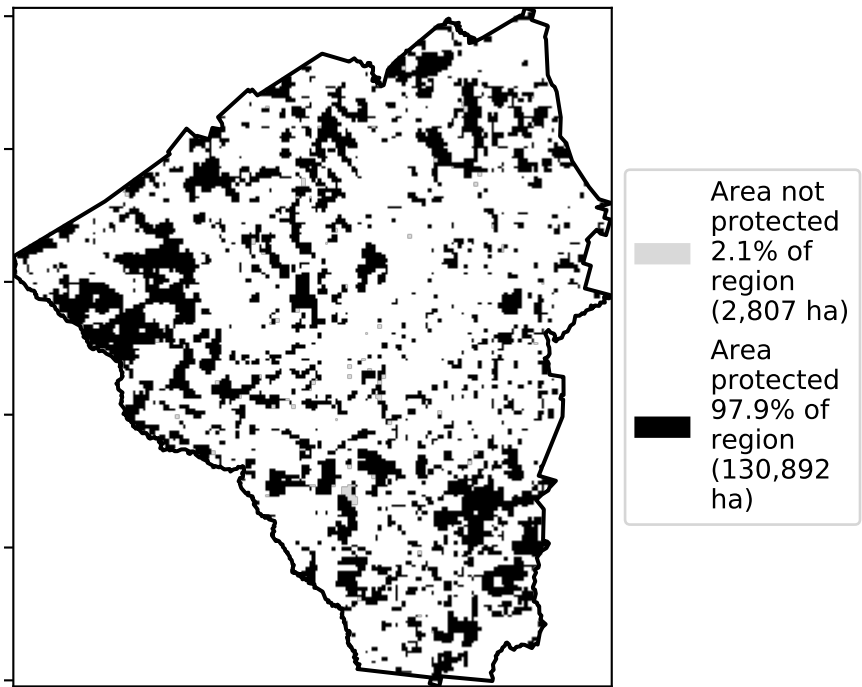 Area not
protected
2.1% of
region
(2,807 ha)
Area
protected
97.9% of
region
(130,892
ha)